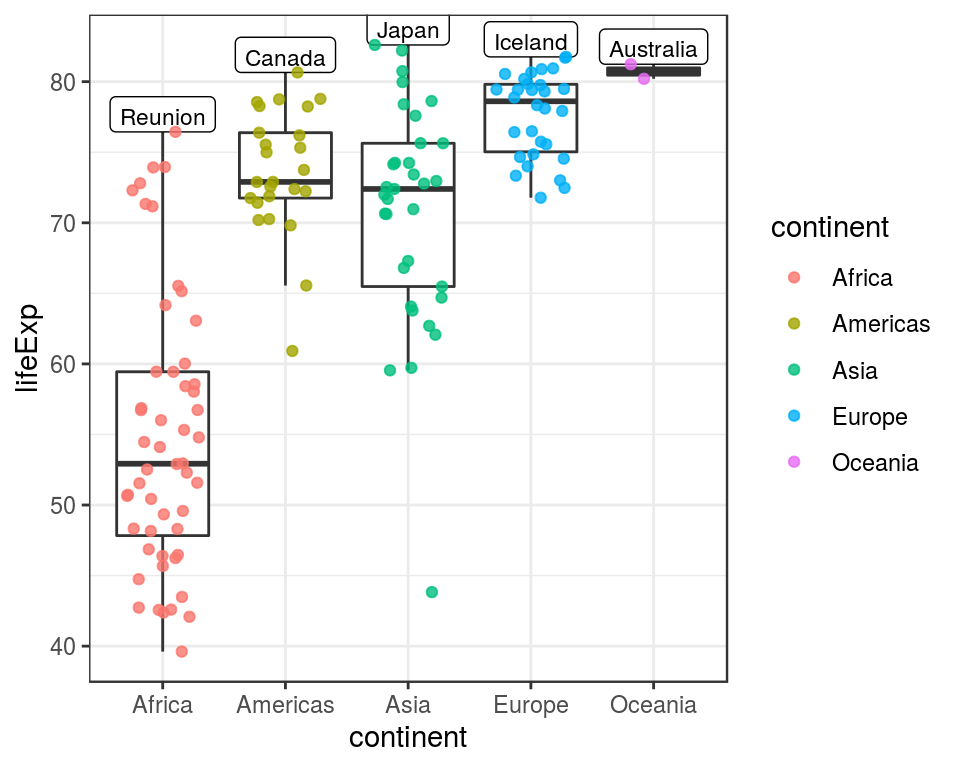 Japan
Iceland
Australia
Canada
Reunion
80
70
60
50
40
lifeExp
Africa
Americas
Asia
Europe
Oceania
continent
continent
Africa
Americas
Asia
Europe
Oceania